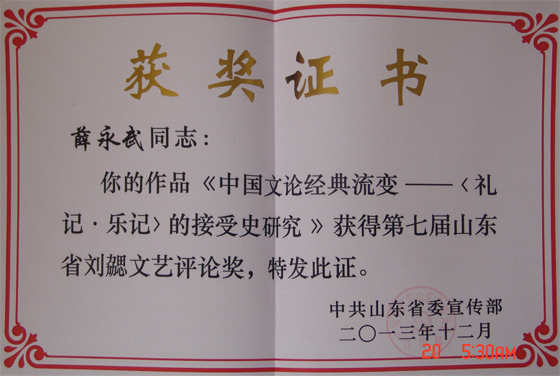 获奖证书
薛永武同志：
你的作品《中国文论经典流变——〈礼
记·乐记〉的接受史研究》获得第七届山东
省刘勰文艺评论奖，特发此证。
中共山东省委宣传部
二〇一三年十二月
20 5:30AM